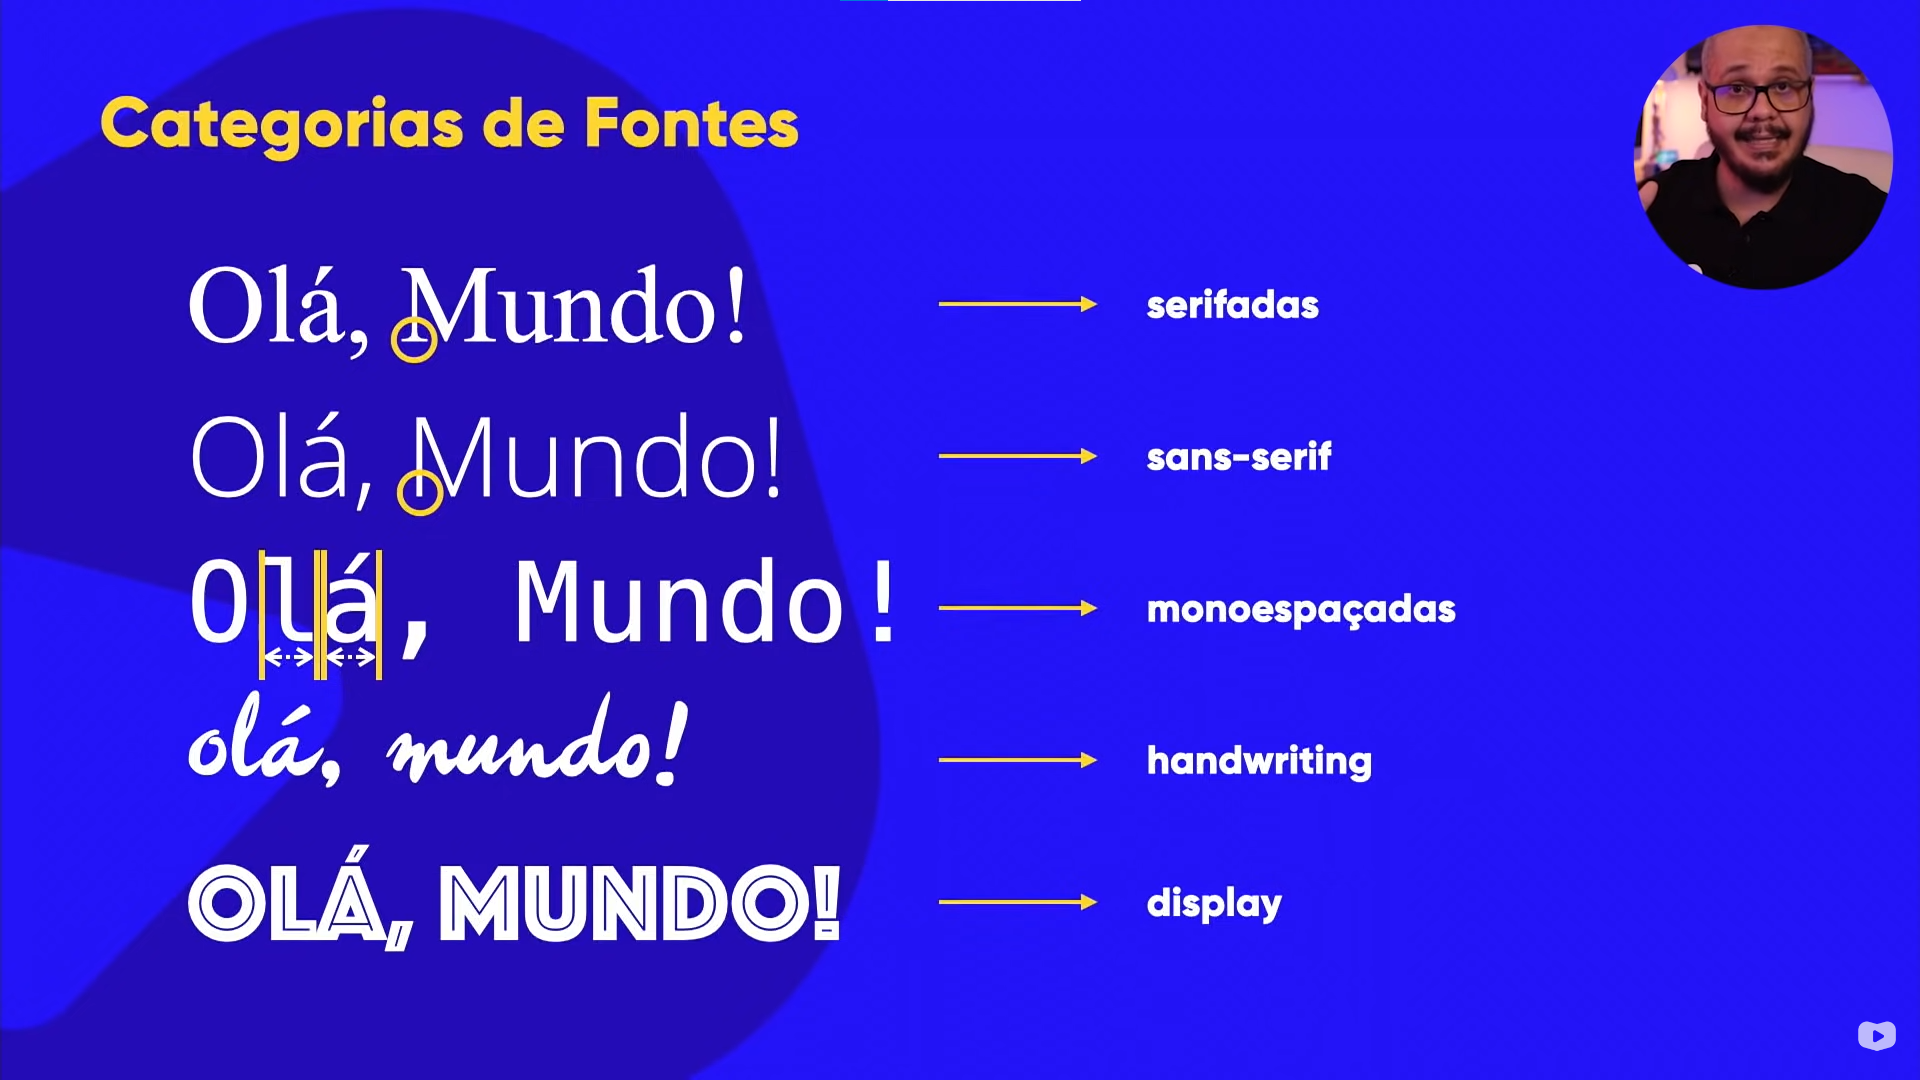 Categorias de Fontes
Olá, Mundo!
serifadas
Olá, Mundo!
sans-serif
Olá, Mundo!
monoespaçadas
olá, mundo!
handwriting
OLÁ, MUNDO!
display